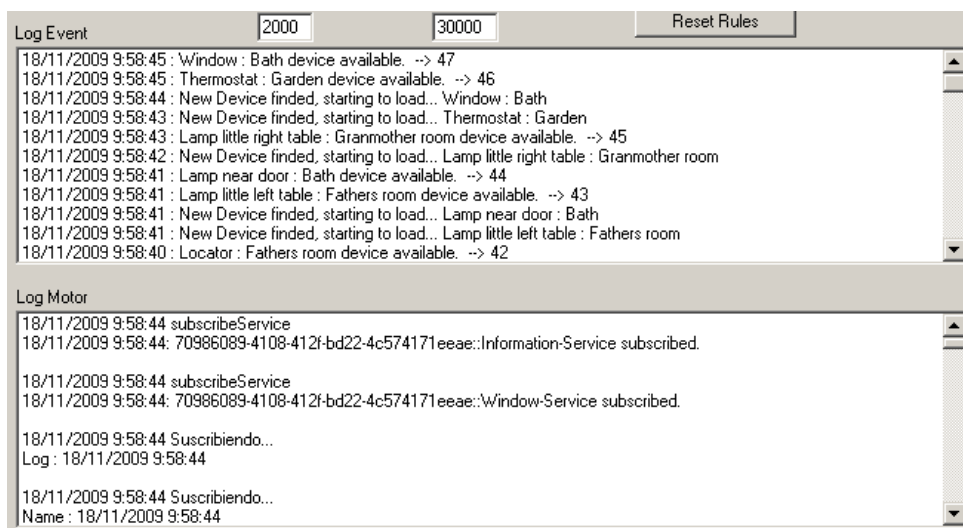 Log Event
2000
30000
Reset Rules
18/11/2009 9:58:45 : Window : Bath device available. --> 47
18/11/2009 9:58:45 : Thermostat : Garden device available. --> 46
18/11/2009 9:58:44 : New Device finded, starting to load... Window : Bath
18/11/2009 9:58:43 : New Device finded, starting to load... Thermostat : Garden
18/11/2009 9:58:43 : Lamp little right table : Granmother room device available. --> 45
18/11/2009 9:58:42 : New Device finded, starting to load... Lamp little right table : Granmother room
18/11/2009 9:58:41 : Lamp near door : Bath device available. --> 44
18/11/2009 9:58:41 : Lamp little left table : Fathers room device available. --> 43
18/11/2009 9:58:41 : New Device finded, starting to load... Lamp near door : Bath
18/11/2009 9:58:41 : New Device finded, starting to load... Lamp little left table : Fathers room
18/11/2009 9:58:40 : Locator : Fathers room device available. --> 42
Log Motor
18/11/2009 9:58:44 subscribeService
18/11/2009 9:58:44: 70986089-4108-412f-bd22-4c574171eeae::Information-Service subscribed.
18/11/2009 9:58:44 subscribeService
18/11/2009 9:58:44: 70986089-4108-412f-bd22-4c574171eeae::Window-Service subscribed.
18/11/2009 9:58:44 Suscribiendo...
Log : 18/11/2009 9:58:44
18/11/2009 9:58:44 Suscribiendo...
Name : 18/11/2009 9:58:44